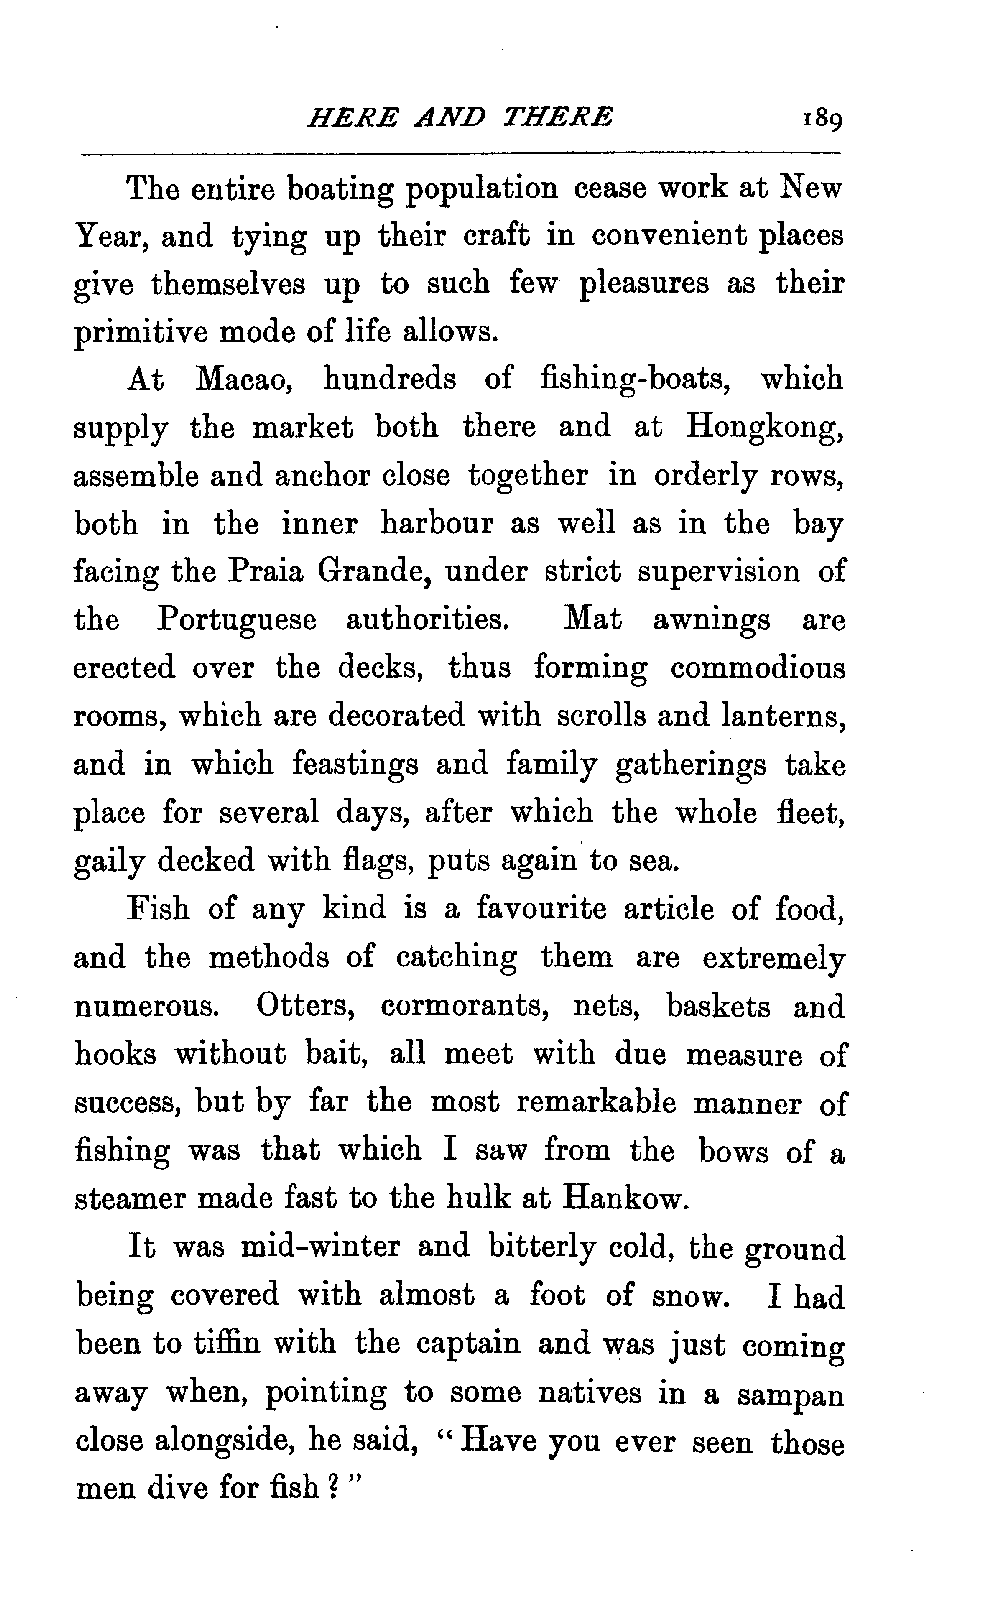 HERE AND THERE 189
The entire boating population cease work at New
Year, and tying up their craft in convenient places
give themselves up to such few pleasures as their
primitive mode of life allows.
At Macao, hundreds of fishing-boats, which
supply the market both there and at Hongkong,
assemble and anchor close together in orderly rows,
both in the inner harbour as well as in the bay
facing the Praia Grande, under strict supervision of
the Portuguese authorities. Mat awnings are
erected over the decks, thus forming commodious
rooms, which are decorated with scrolls and lanterns,
and in which feastings and family gatherings take
place for several days, after which the whole fleet,
gaily decked with flags, puts again to sea.
Fish of any kind is a favourite article of food,
and the methods of catching them are extremely
numerous. Otters, cormorants, nets, baskets and
hooks without bait, all meet with due measure of
success, but by far the most remarkable manner of
fishing was that which I saw from the bows of a
steamer made fast to the hulk at Hankow.
It was mid-winter and bitterly cold, the ground
being covered with almost a foot of snow. I had
been to tiffin with the captain and was just coming
away when, pointing to some natives in a sampan
close alongside, he said, “ Have you ever seen those
men dive for fish ? ”